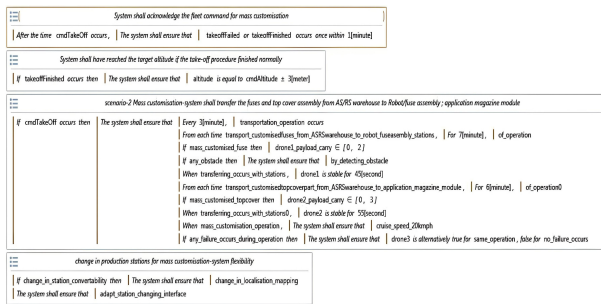 System shall acknowledge the fleet command for mass customisation
After the time cmdTakeOff occurs, The system shall ensure that takeoffFailed or takeoffFinished occurs once within 1[minute]
System shall have reached the target altitude if the take-off procedure finished normally
If takeoffFinished occurs then The system shall ensure that altitude is equal to cmdAltitude ± 3[meter]
scenario-2 Mass customisation-system shall transfer the fuses and top cover assembly from AS/RS warehouse to Robot/fuse assembly ; application magazine module
If cmdTakeOff occurs then The system shall ensure that Every 3[minute], transportation_operation occurs
From each time transport_customisedfuses_from_ASRSwarehouse_to_robot_fuseasembly_stations, For 7[minute], of_operation
If mass_customised_fuse then drone1_payload_carry ∈ [0, 2]
If any_obstacle then The system shall ensure that by_detecting_obstacle
When transferring_occurs_with_stations, drone1 is stable for 45[second]
From each time transport_customisedtopcoverpart_from_ASRSwarehouse_to_application_magazine_module, For 6[minute], of_operation0
If mass_customised_topcover then drone2_payload_carry ∈ [0, 3]
When transferring_occurs_with_stations0, drone2 is stable for 55[second]
When mass_customisation_operation, The system shall ensure that cruise_speed_20kmph
If any_failure_occurs_during_operation then The system shall ensure that drone3 is alternatively true for same_operation, false for no_failure_occurs
change in production stations for mass customisation-system flexibility
If change_in_station_convertability then The system shall ensure that change_in_localisation_mapping
The system shall ensure that adapt_station_changing_interface